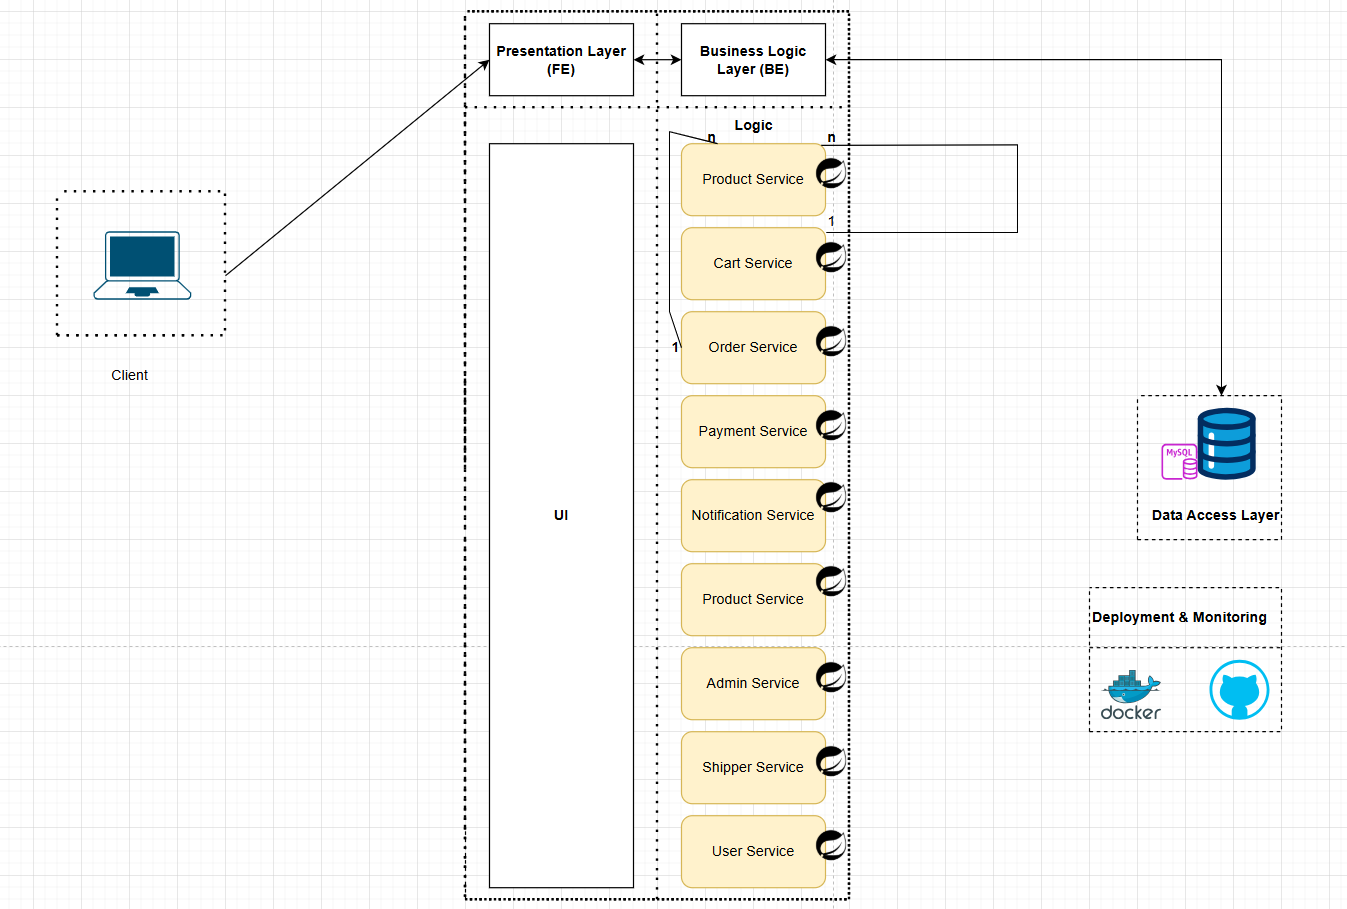 Presentation Layer
(FE)
Business Logic
Layer (BE)
Logic
n
n
Product Service
1
Cart Service
1
Order Service
Client
Payment Service
MySQL
Notification Service
UI
Data Access Layer
Product Service
Deployment & Monitoring
Admin Service
docker
Shipper Service
User Service